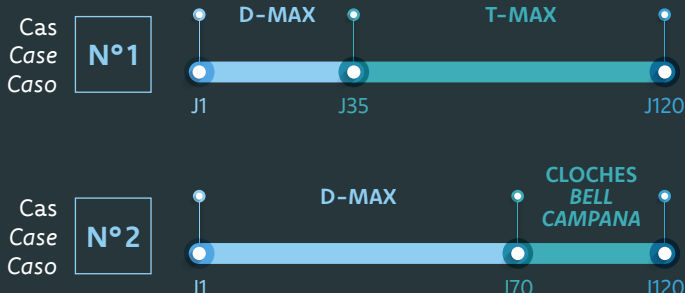 Cas
Case
Caso
N°1
D-MAX
T-MAX
J1
J35
J120
Cas
Case
Caso
N°2
D-MAX
CLOCHES
BELL
CAMPANA
J1
J70
J120